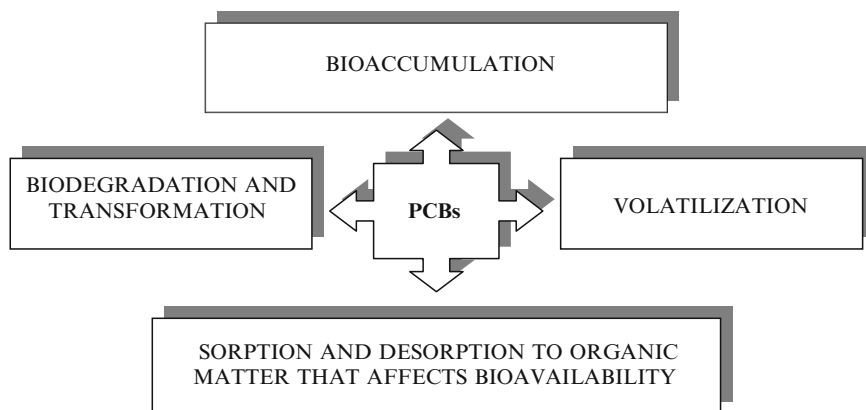 BIOACCUMULATION
BIODEGRADATION AND
TRANSFORMATION
PCBs
VOLATILIZATION
SORPTION AND DESORPTION TO ORGANIC
MATTER THAT AFFECTS BIOAVAILABILITY